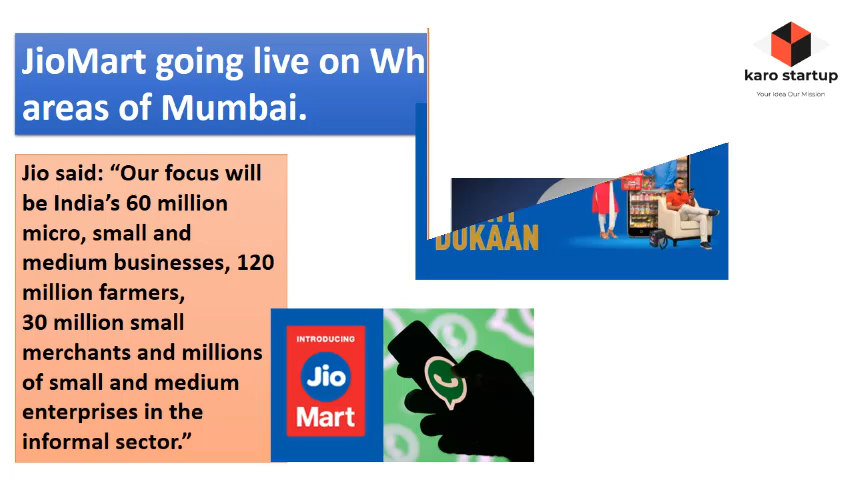 JioMart going live on Wh
areas of Mumbai.
karo startup
Your Idea Our Mission
Jio said: “Our focus will
be India’s 60 million
micro, small and
medium businesses, 120
million farmers,
30 million small
merchants and millions
of small and medium
enterprises in the
informal sector.”
DUKAAN
INTRODUCING
Jio
Mart